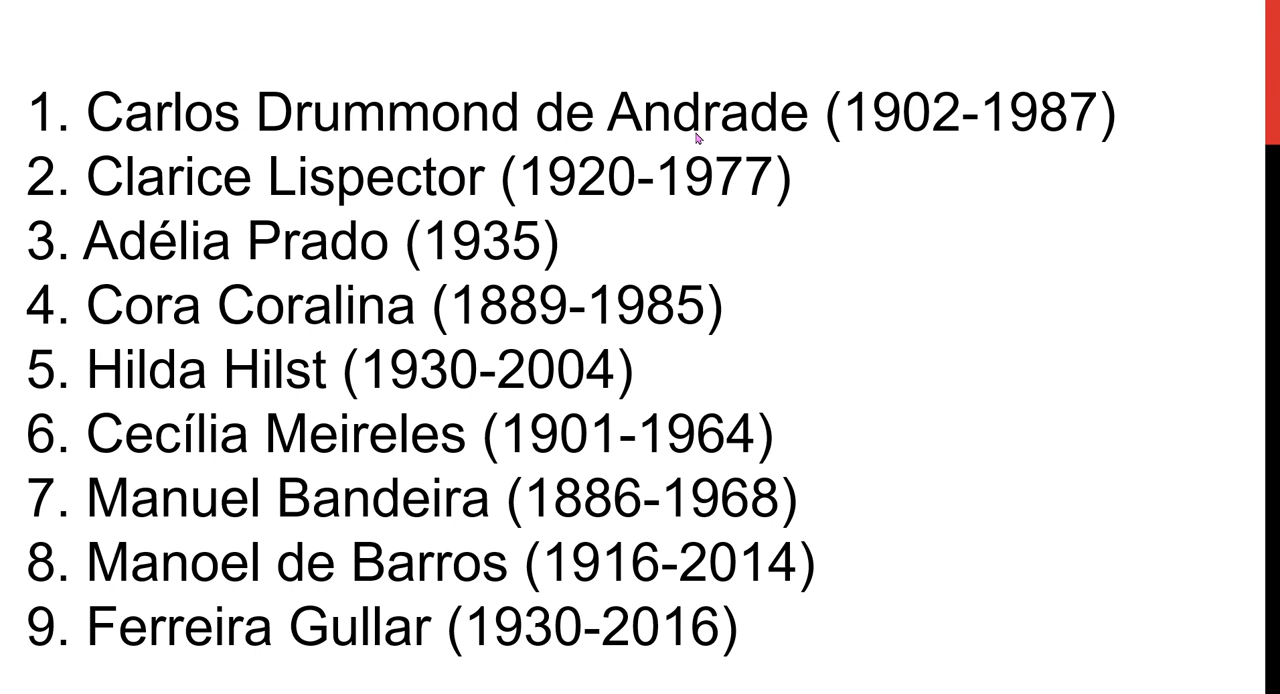 1. Carlos Drummond de Andrade (1902-1987)
2. Clarice Lispector (1920-1977)
3. Adélia Prado (1935)
4. Cora Coralina (1889-1985)
5. Hilda Hilst (1930-2004)
6. Cecília Meireles (1901-1964)
7. Manuel Bandeira (1886-1968)
8. Manoel de Barros (1916-2014)
9. Ferreira Gullar (1930-2016)